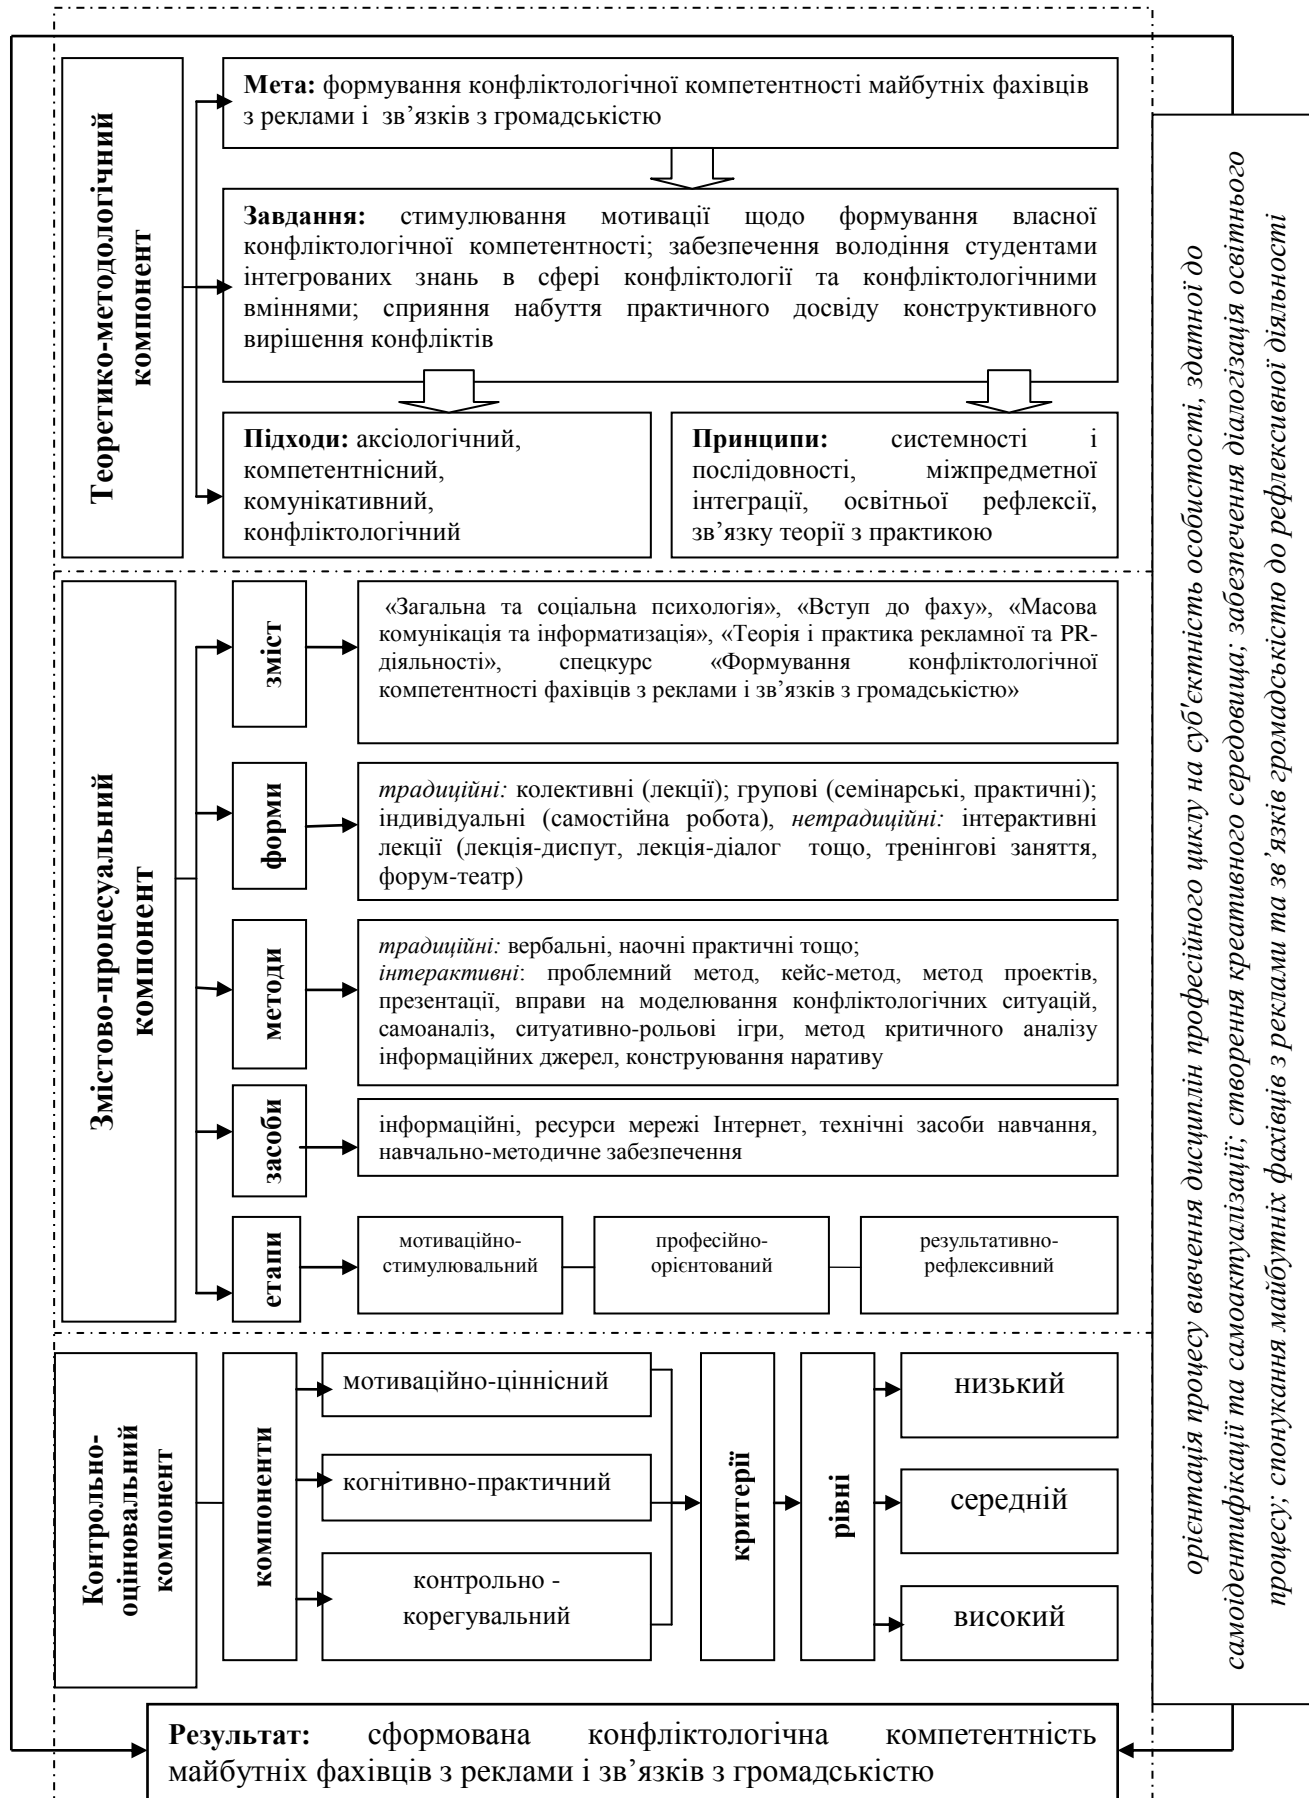 Теоретико-методологічний
компонент
Мета: формування конфліктологічної компетентності майбутніх фахівців
з реклами і зв’язків з громадськістю
Завдання: стимулювання мотивації щодо формування власної
конфліктологічної компетентності; забезпечення володіння студентами
інтегрованих знань в сфері конфліктології та конфліктологічними
вміннями; сприяння набуття практичного досвіду конструктивного
вирішення конфліктів
Підходи: аксіологічний,
компетентнісний,
комунікативний,
конфліктологічний
Принципи: системності і
послідовності, міжпредметної
інтеграції, освітньої рефлексії,
зв’язку теорії з практикою
Змістово-процесуальний
компонент
зміст
«Загальна та соціальна психологія», «Вступ до фаху», «Масова
комунікація та інформатизація», «Теорія і практика рекламної та PR-
діяльності», спецкурс «Формування конфліктологічної
компетентності фахівців з реклами і зв’язків з громадськістю»
форми
традиційні: колективні (лекції); групові (семінарські, практичні);
індивідуальні (самостійна робота), нетрадиційні: інтерактивні
лекції (лекція-диспут, лекція-діалог тощо, тренінгові заняття,
форум-театр)
методи
традиційні: вербальні, наочні практичні тощо;
інтерактивні: проблемний метод, кейс-метод, метод проектів,
презентації, вправи на моделювання конфліктологічних ситуацій,
самоаналіз, ситуативно-рольові ігри, метод критичного аналізу
інформаційних джерел, конструювання наративу
засоби
інформаційні, ресурси мережі Інтернет, технічні засоби навчання,
навчально-методичне забезпечення
етапи
мотиваційно-
стимулювальний
професійно-
орієнтований
результативно-
рефлексивний
Контрольно-
оцінювальний
компонент
компоненти
мотиваційно-ціннісний
когнітивно-практичний
контрольно -
корегувальний
критерії
рівні
низький
середній
високий
орієнтація процесу вивчення дисциплін професійного циклу на суб'єктність особистості, здатної до
самоідентифікації та самоактуалізації; створення креативного середовища; забезпечення діалогізація освітнього
процесу; спонукання майбутніх фахівців з реклами та зв’язків громадськістю до рефлексивної діяльності
Результат: сформована конфліктологічна компетентність
майбутніх фахівців з реклами і зв’язків з громадськістю